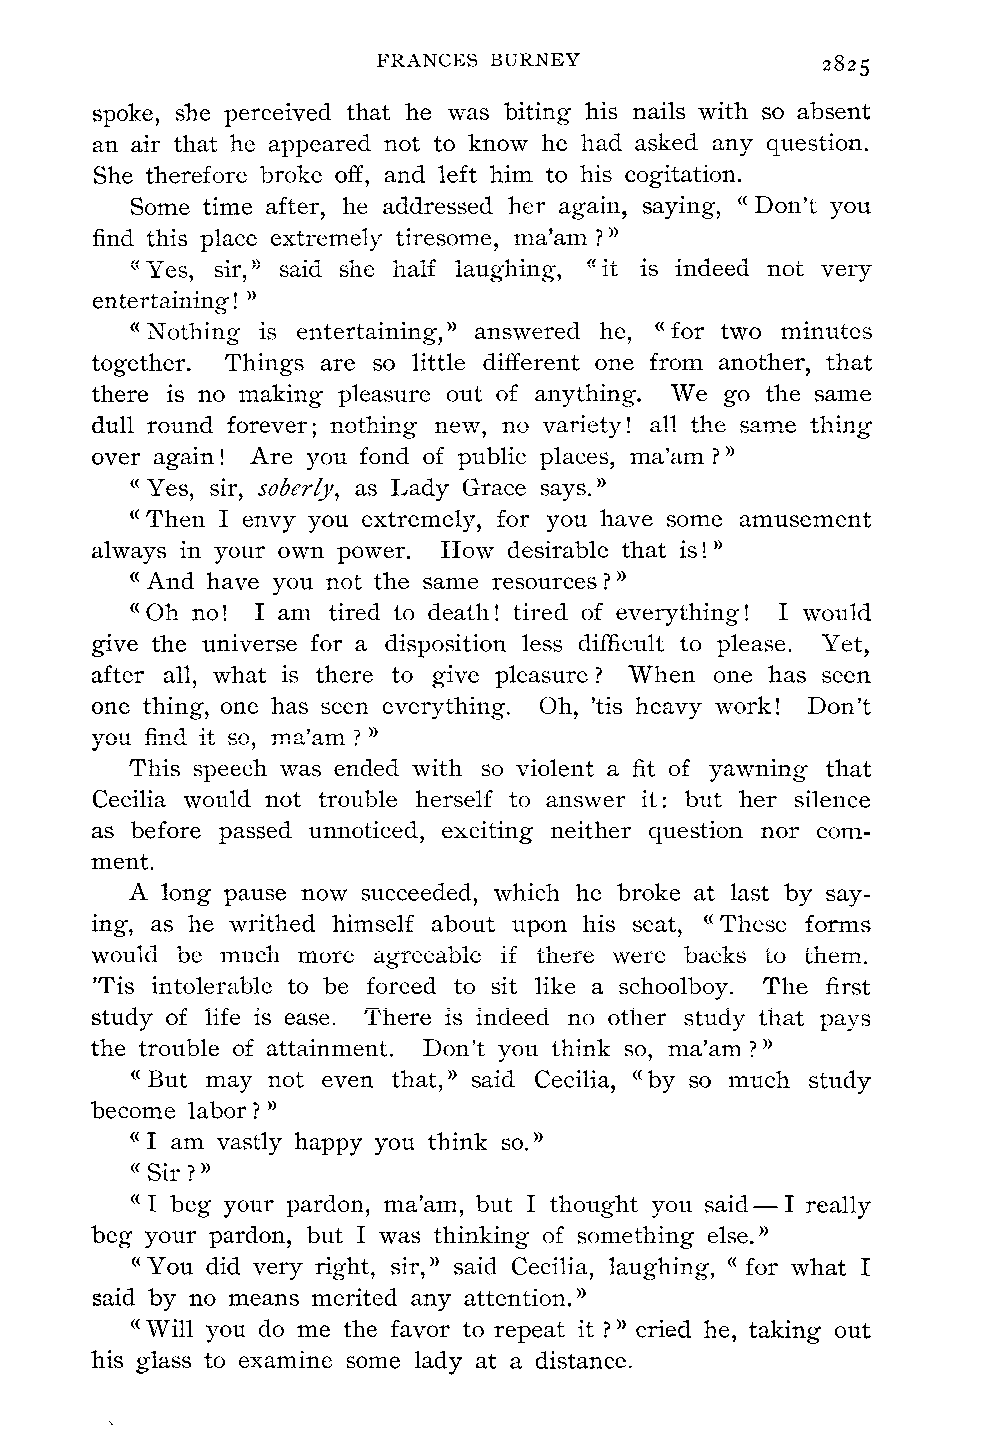 FRANCES BURNEY 2825
spoke, she perceived that he was biting his nails with so absent
an air that he appeared not to know he had asked any question.
She therefore broke off, and left him to his cogitation.
Some time after, he addressed her again, saying, “Don’t you
find this place extremely tiresome, ma’am?”
“Yes, sir,” said she half laughing, “it is indeed not very
entertaining!”
“Nothing is entertaining,” answered he, “for two minutes
together. Things are so little different one from another, that
there is no making pleasure out of anything. We go the same
dull round forever; nothing new, no variety! all the same thing
over again! Are you fond of public places, ma’am?”
“Yes, sir, soberly, as Lady Grace says.”
“Then I envy you extremely, for you have some amusement
always in your own power. How desirable that is!”
“And have you not the same resources?”
“Oh no! I am tired to death! tired of everything! I would
give the universe for a disposition less difficult to please. Yet,
after all, what is there to give pleasure? When one has seen
one thing, one has seen everything. Oh, ’tis heavy work! Don’t
you find it so, ma’am?”
This speech was ended with so violent a fit of yawning that
Cecilia would not trouble herself to answer it: but her silence
as before passed unnoticed, exciting neither question nor com-
ment.
A long pause now succeeded, which he broke at last by say-
ing, as he writhed himself about upon his seat, “These forms
would be much more agreeable if there were backs to them.
’Tis intolerable to be forced to sit like a schoolboy. The first
study of life is ease. There is indeed no other study that pays
the trouble of attainment. Don’t you think so, ma’am?”
“But may not even that,” said Cecilia, “by so much study
become labor?”
“I am vastly happy you think so.”
“Sir?”
“I beg your pardon, ma’am, but I thought you said—I really
beg your pardon, but I was thinking of something else.”
“You did very right, sir,” said Cecilia, laughing, “for what I
said by no means merited any attention.”
“Will you do me the favor to repeat it?” cried he, taking out
his glass to examine some lady at a distance.